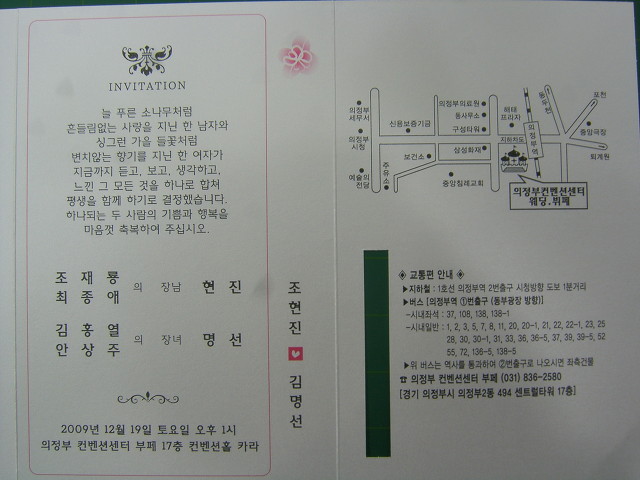 INVITATION
늘 푸른 소나무처럼
흔들림없는 사랑을 지닌 한 남자와
싱그런 가을 들꽃처럼
변치않는 향기를 지닌 한 여자가
지금까지 듣고, 보고, 생각하고,
느낀 그 모든 것을 하나로 합쳐
평생을 함께 하기로 결정했습니다.
하나되는 두 사람의 기쁨과 행복을
마음껏 축복하여 주십시오.
조 재 룡
최 종 애 의 장남 현 진
김 홍 열
안 상 주 의 장녀 명 선
2009년 12월 19일 토요일 오후 1시
의정부 컨벤션센터 부페 17층 컨벤션홀 카라
조현진
김명선
의정부
세무서
의정부
시청
예술의
전당
신용보증기금
보건소
주유소
의정부의료원
등사무소
구성타워
삼성화재
중앙침례교회
해태
프라자
지하차도
의정부역
동두천
포천
중앙극장
퇴계원
의정부컨벤션센터
웨딩.뷔페
◈ 교통편 안내 ◈
▶지하철 : 1호선 의정부역 2번출구 시청방향 도보 1분거리
▶버스 [의정부역 ①번출구 (동부광장 방향)]
–시내좌석 : 37, 108, 138, 138-1
–시내일반 : 1, 2, 3, 5, 7, 8, 11, 20, 20-1, 21, 22, 22-1, 23, 25
28, 30, 30-1, 31, 33, 36, 36-5, 37, 39, 39-5, 52
55, 72, 136-5, 138-5
▶위 버스는 역사를 통과하여 ②번출구로 나오시면 좌측건물
☎ 의정부 컨벤션센터 부페 (031) 836-2580
[경기 의정부시 의정부2동 494 센트럴타워 17층]